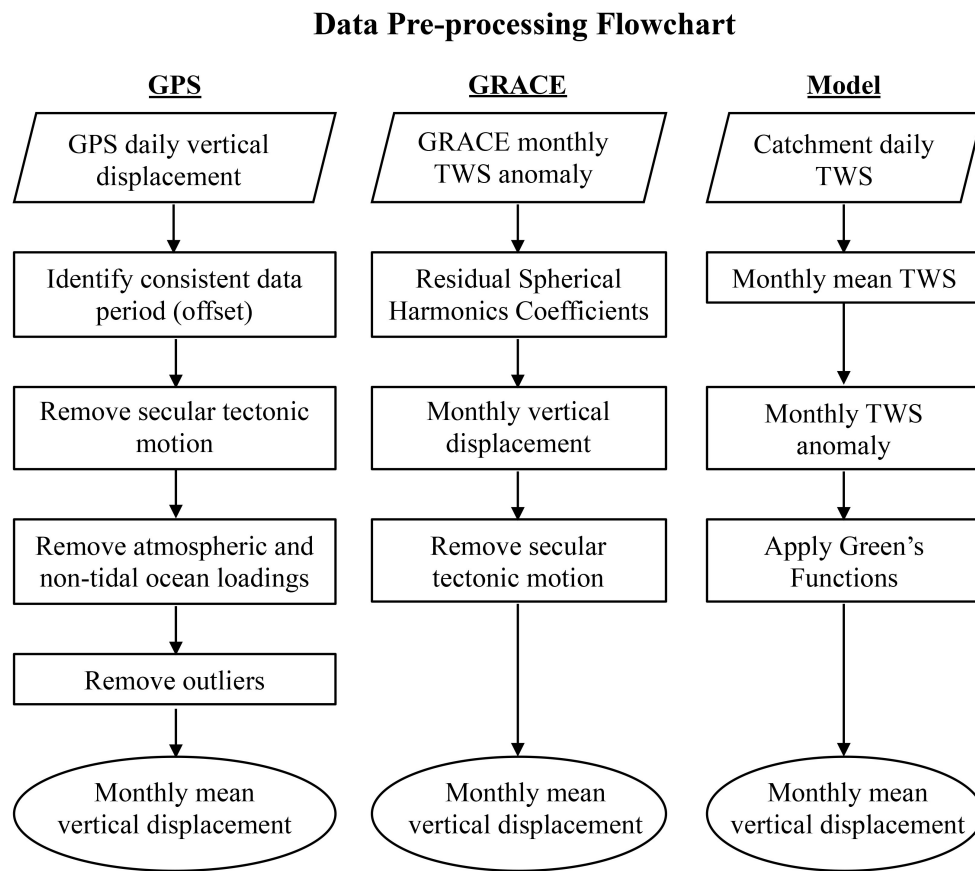 Data Pre-processing Flowchart
GPS
GPS daily vertical
displacement
Identify consistent data
period (offset)
Remove secular tectonic
motion
Remove atmospheric and
non-tidal ocean loadings
Remove outliers
Monthly mean
vertical displacement
GRACE
GRACE monthly
TWS anomaly
Residual Spherical
Harmonics Coefficients
Monthly vertical
displacement
Remove secular
tectonic motion
Monthly mean
vertical displacement
Model
Catchment daily
TWS
Monthly mean TWS
Monthly TWS
anomaly
Apply Green’s
Functions
Monthly mean
vertical displacement